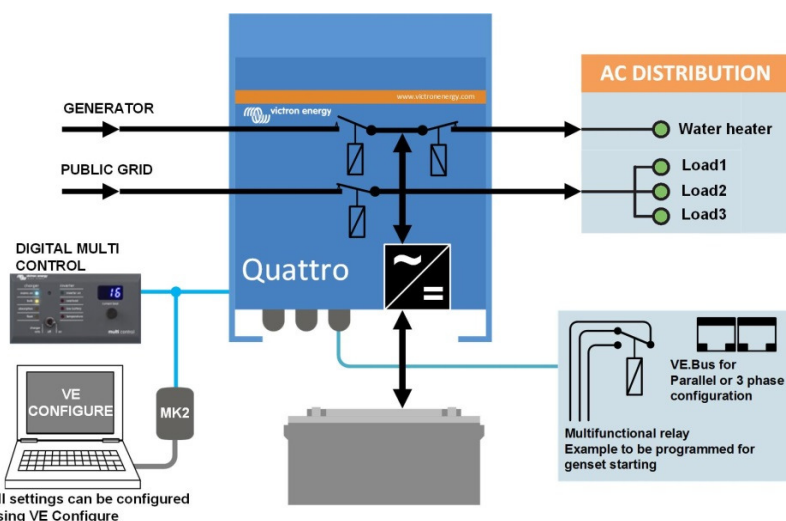 GENERATOR
PUBLIC GRID
www.victronenergy.com
victron energy
Quattro
AC DISTRIBUTION
Water heater
Load1
Load2
Load3
DIGITAL MULTI
CONTROL
16
multi control
VE
CONFIGURE
MK2
ll settings can be configured
sing VE Configure
VE.Bus for
Parallel or 3 phase
configuration
Multifunctional relay
Example to be programmed for
genset starting